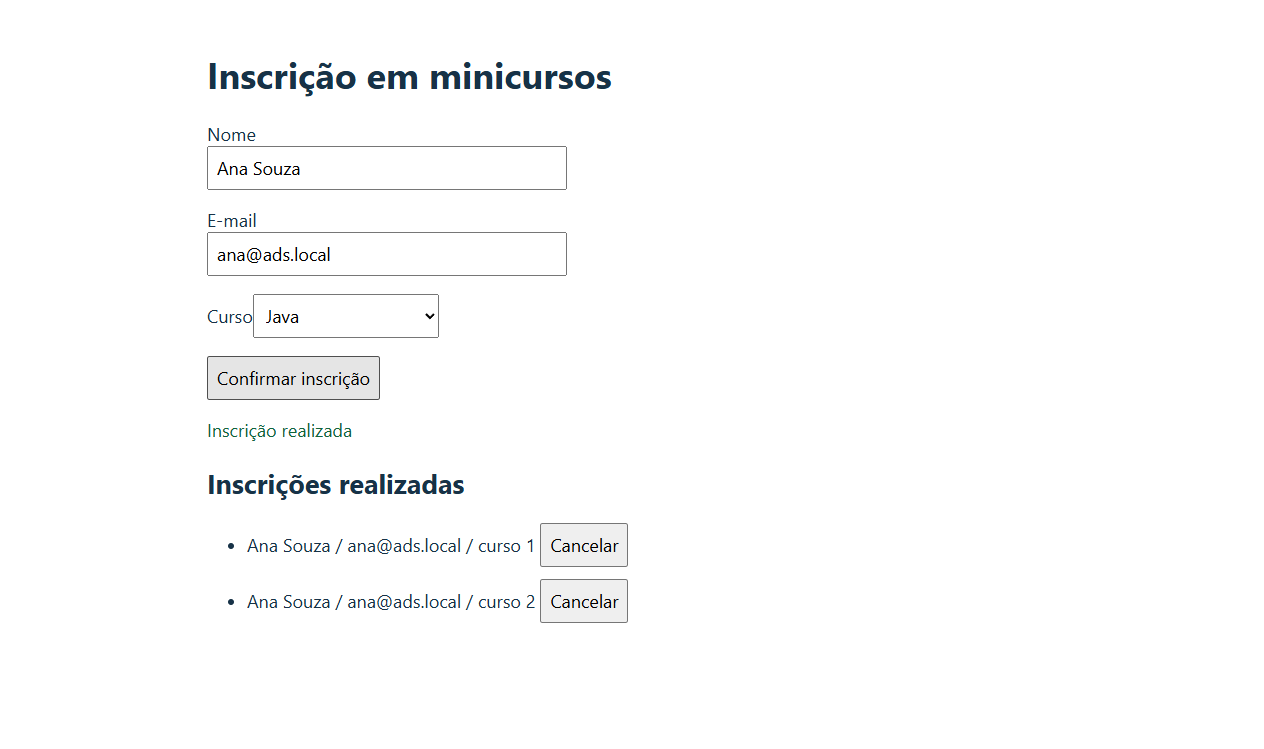 Inscrição em minicursos
Nome
Ana Souza
E-mail
ana@ads.local
Curso Java
Confirmar inscrição
Inscrição realizada
Inscrições realizadas
• Ana Souza / ana@ads.local / curso 1 Cancelar
• Ana Souza / ana@ads.local / curso 2 Cancelar